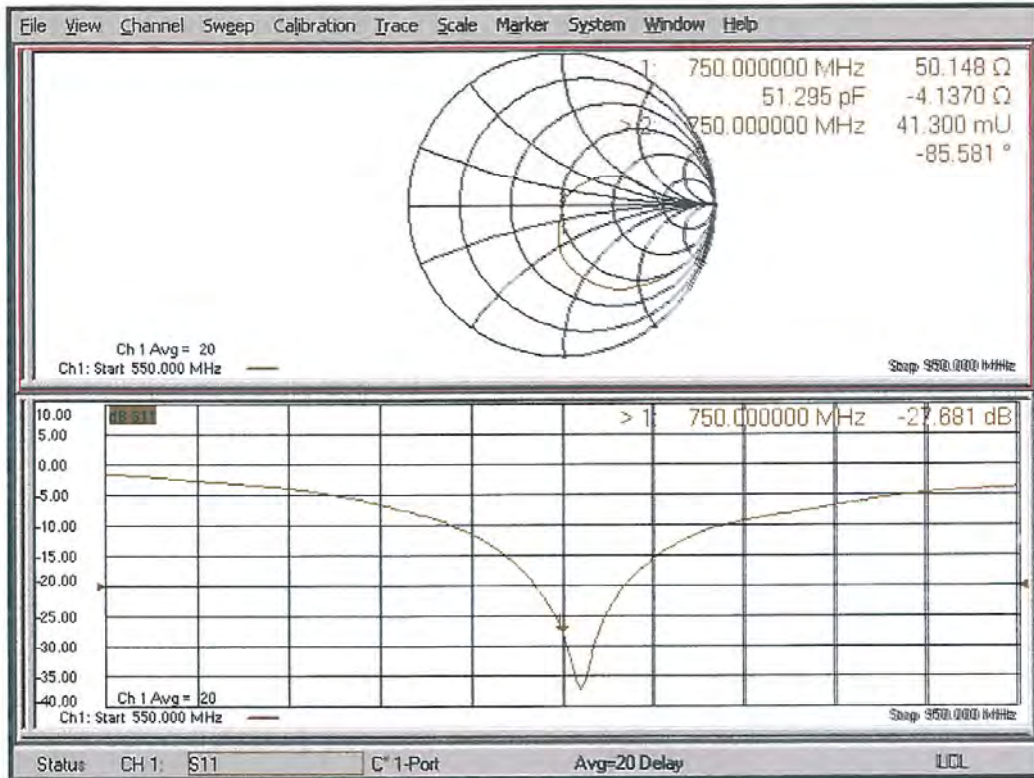 File View Channel Sweep Calibration Trace Scale Marker System Window Help
1: 750.000000 MHz 50.148 Ω
51.295 pF -4.1370 Ω
> 2: 750.000000 MHz 41.300 mU
-85.581 °
Ch 1 Avg = 20
Ch1: Start 550.000 MHz Stop 950.000 MHz
10.00 dB S11 > 1: 750.000000 MHz -27.681 dB
5.00
0.00
-5.00
-10.00
-15.00
-20.00
-25.00
-30.00
-35.00
-40.00 Ch 1 Avg = 20
Ch1: Start 550.000 MHz Stop 950.000 MHz
Status CH 1: S11 C* 1-Port Avg=20 Delay LCL